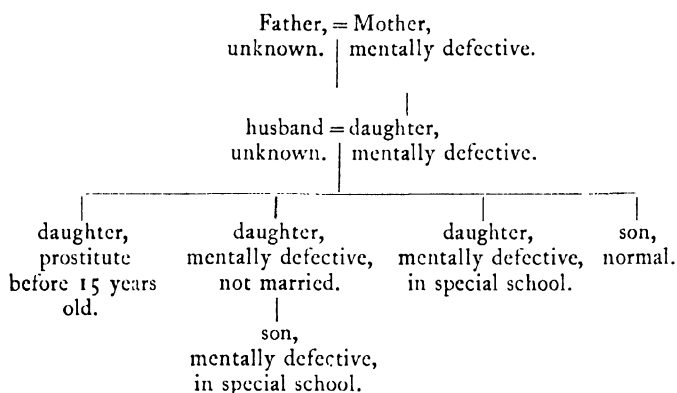 Father, = Mother,
unknown. mentally defective.
husband = daughter,
unknown. mentally defective.
daughter,
prostitute
before 15 years
old.
daughter,
mentally defective,
not married.
daughter,
mentally defective,
in special school.
son,
normal.
son,
mentally defective,
in special school.